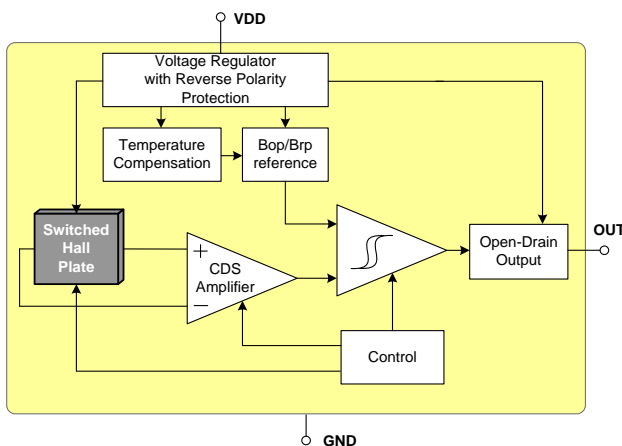 VDD
Voltage Regulator
with Reverse Polarity
Protection
Temperature
Compensation
Bop/Brp
reference
Switched
Hall
Plate
+
CDS
Amplifier
–
Open-Drain
Output
OUT
Control
GND